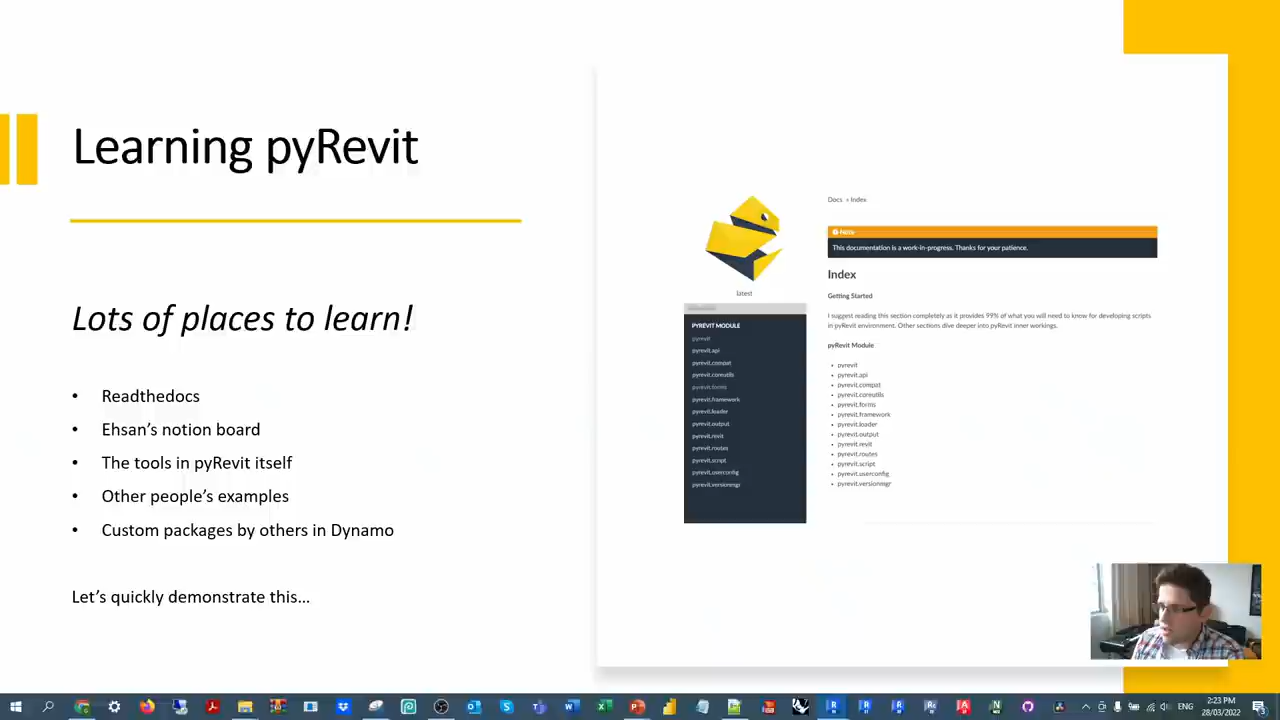 Learning pyRevit
Lots of places to learn!
• Readthedocs
• Ehsan's notion board
• The tools in pyRevit itself
• Other people's examples
• Custom packages by others in Dynamo
Let's quickly demonstrate this...
latest
PYREVIT MODULE
pyrevit
pyrevit.api
pyrevit.compat
pyrevit.coreutils
pyrevit.forms
pyrevit.framework
pyrevit.loader
pyrevit.output
pyrevit.revit
pyrevit.routes
pyrevit.script
pyrevit.userconfig
pyrevit.versionmgr
Docs » Index
Note
This documentation is a work-in-progress. Thanks for your patience.
Index
Getting Started
I suggest reading this section completely as it provides 99% of what you will need to know for developing scripts
in pyRevit environment. Other sections dive deeper into pyRevit inner workings.
pyRevit Module
• pyrevit
• pyrevit.api
• pyrevit.compat
• pyrevit.coreutils
• pyrevit.forms
• pyrevit.framework
• pyrevit.loader
• pyrevit.output
• pyrevit.revit
• pyrevit.routes
• pyrevit.script
• pyrevit.userconfig
• pyrevit.versionmgr
ENG
2:23 PM
28/03/2022